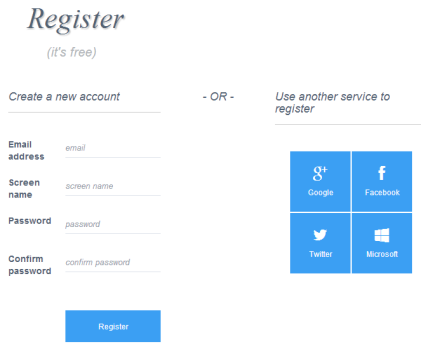 Register
(it's free)
Create a new account
- OR -
Use another service to
register
Email
address
email
Screen
name
screen name
Password
password
Confirm
password
confirm password
Register
g+
Google
f
Facebook
Twitter
Microsoft